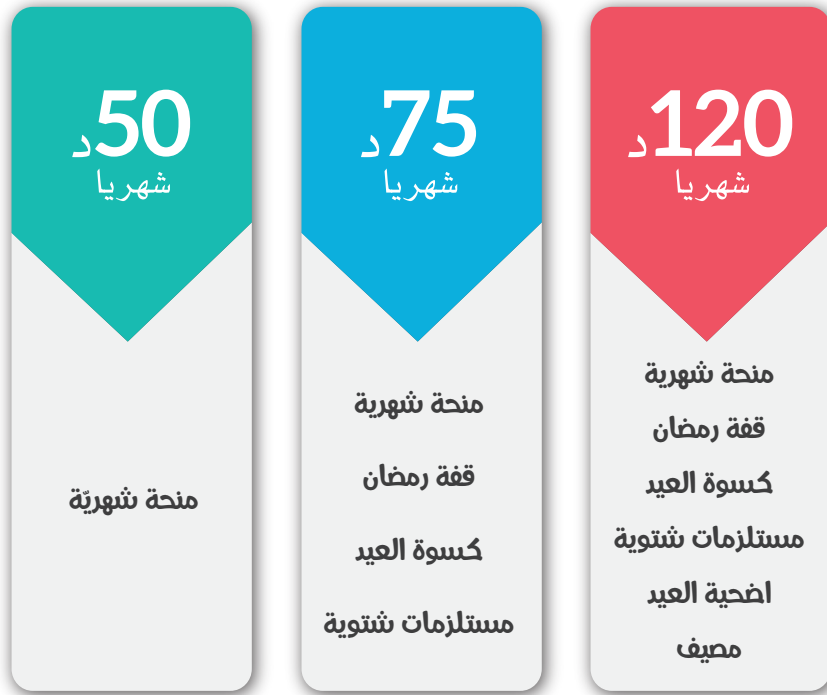 120د
شهريا
منحة شهرية
قفة رمضان
كسوة العيد
مستلزمات شتوية
اضحية العيد
مصيف
75د
شهريا
منحة شهرية
قفة رمضان
كسوة العيد
مستلزمات شتوية
50د
شهريا
منحة شهريّة